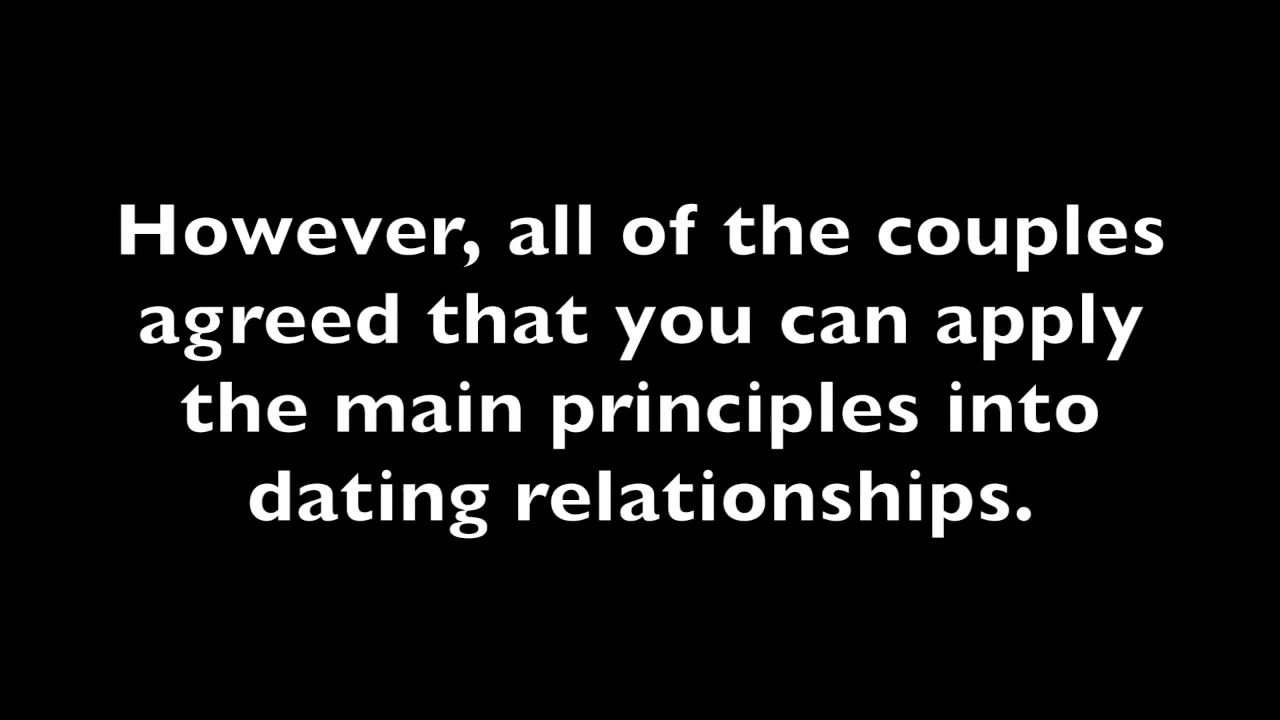 However, all of the couples
agreed that you can apply
the main principles into
dating relationships.